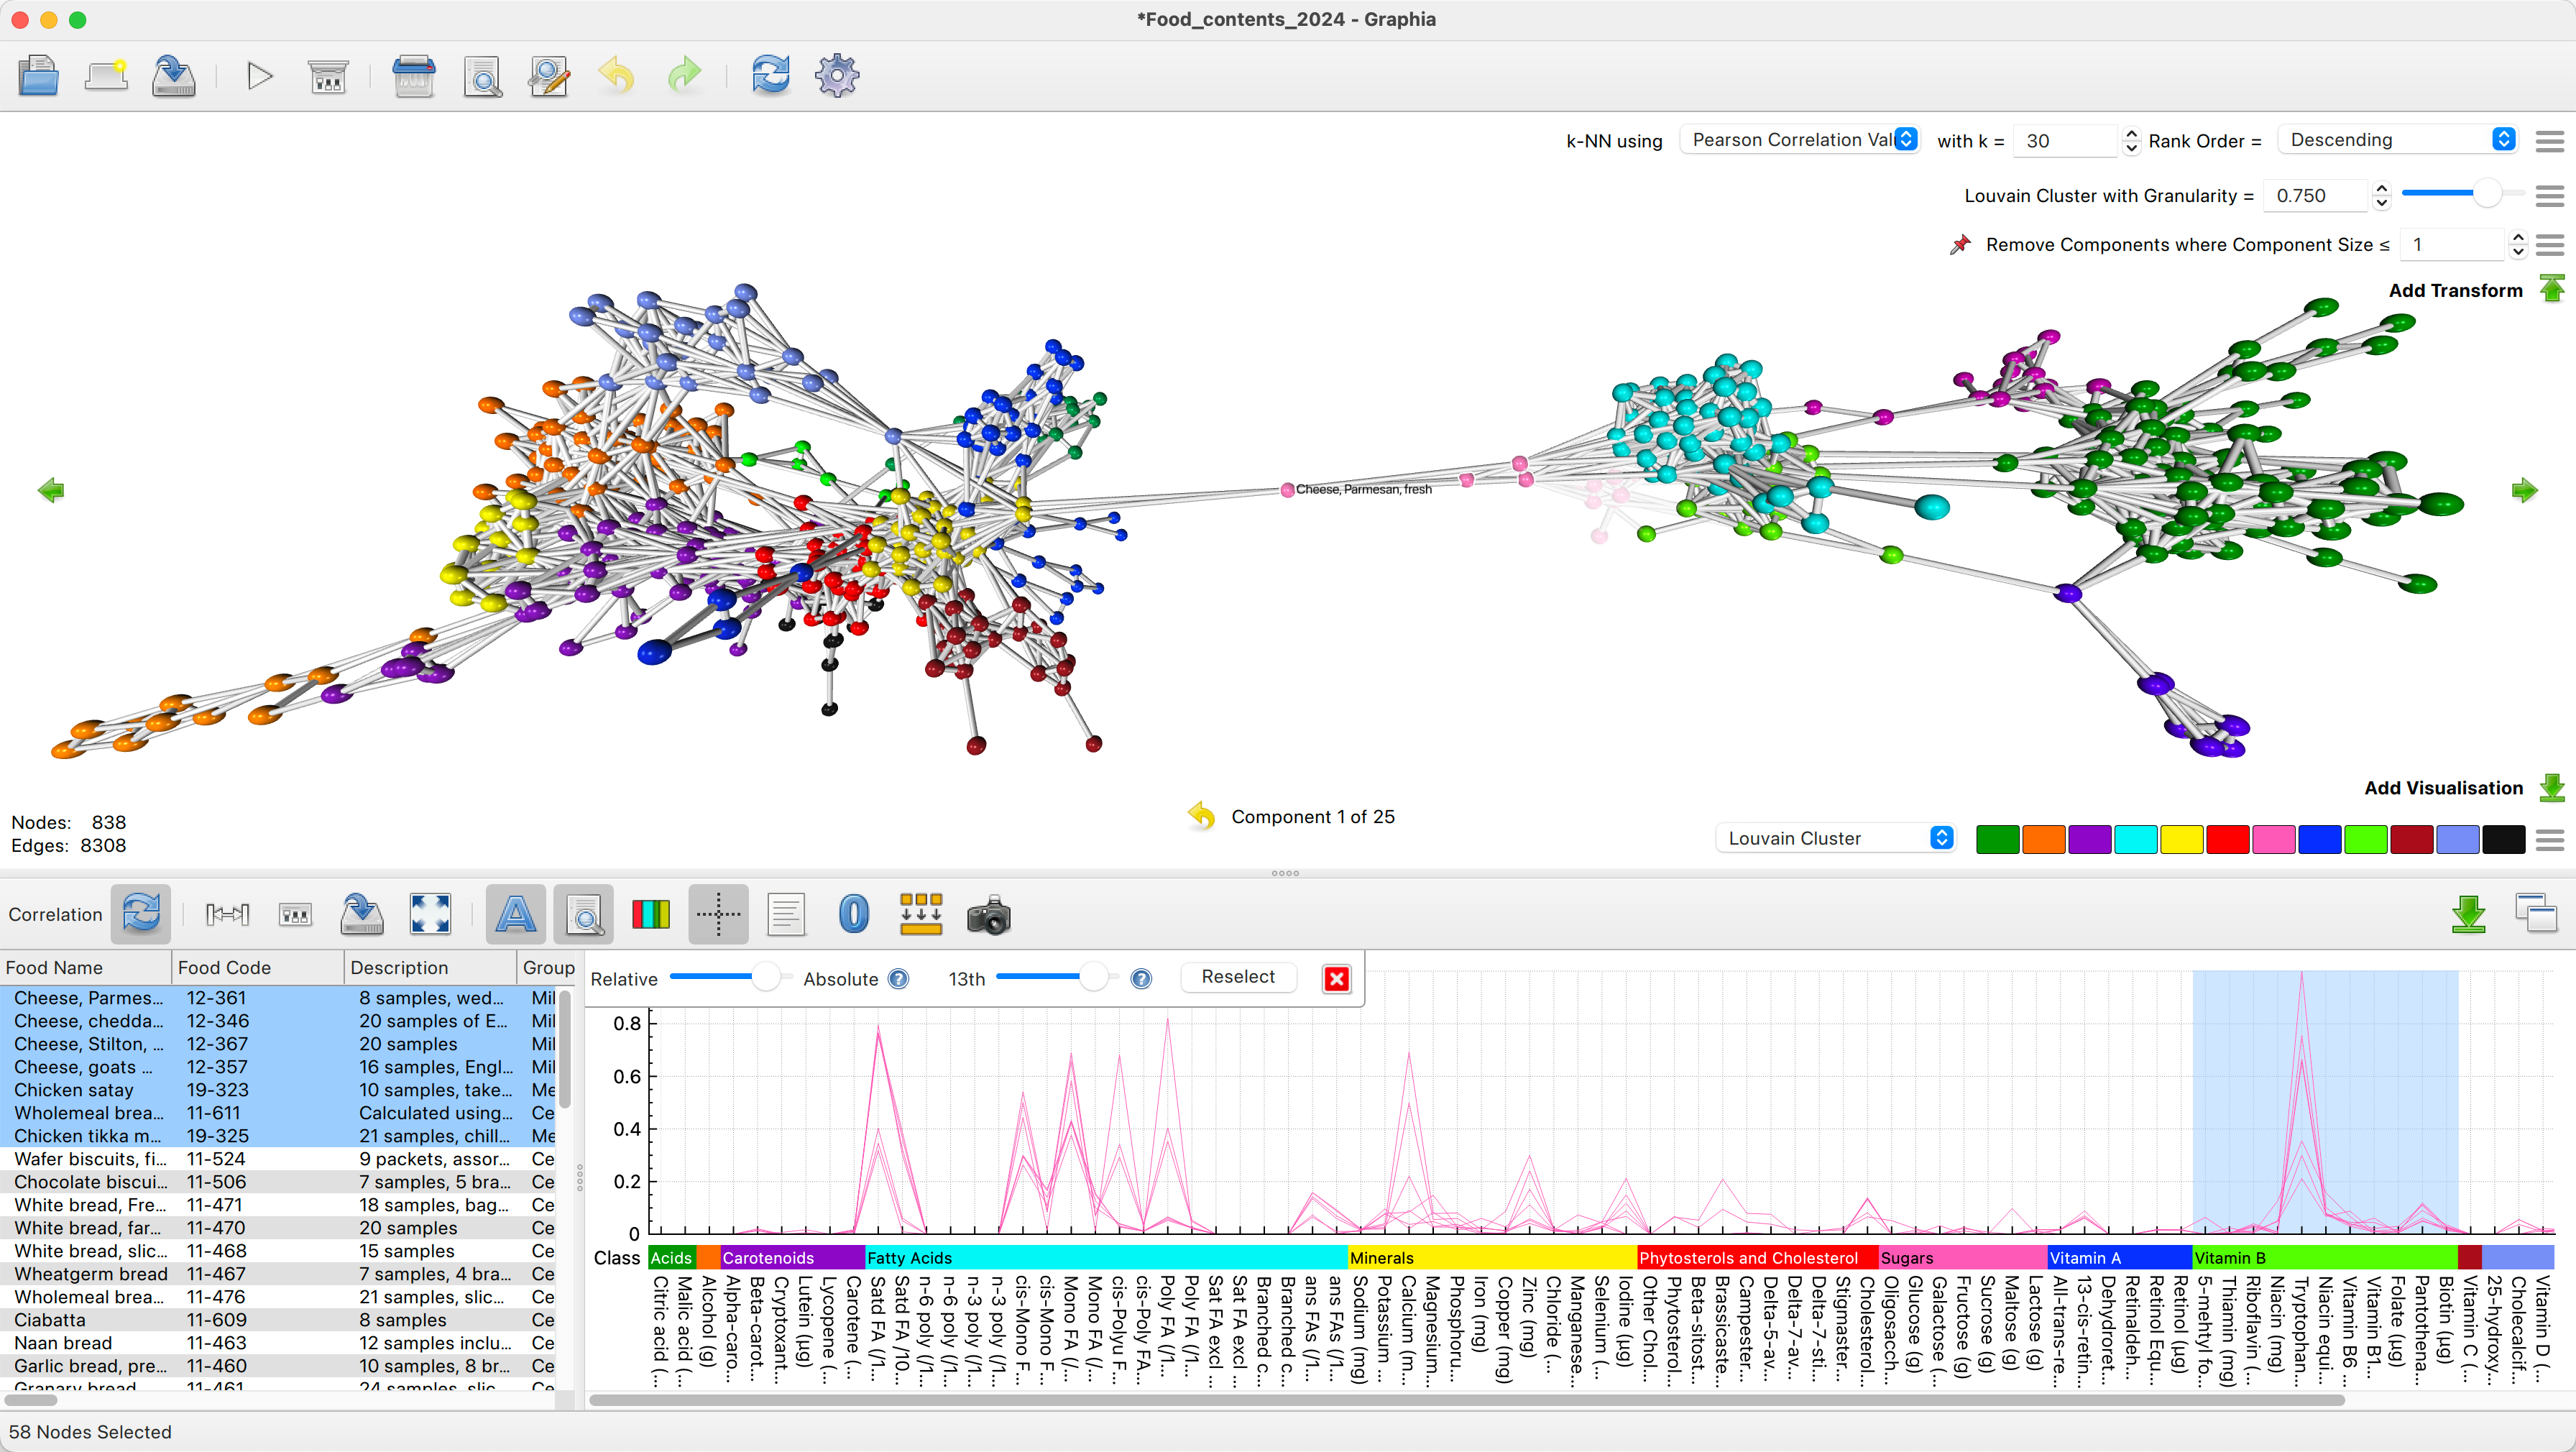 *Food_contents_2024 - Graphia
k-NN using Pearson Correlation Val with k = 30 Rank Order = Descending
Louvain Cluster with Granularity = 0.750
Remove Components where Component Size ≤ 1
Add Transform
Cheese, Parmesan, fresh
Add Visualisation
Nodes: 838
Edges: 8308
Component 1 of 25
Louvain Cluster
Correlation
Food Name Food Code Description Group
Cheese, Parmes... 12-361 8 samples, wed... Mil
Cheese, chedda... 12-346 20 samples of E... Mil
Cheese, Stilton, ... 12-367 20 samples Mil
Cheese, goats ... 12-357 16 samples, Engl... Mil
Chicken satay 19-323 10 samples, take... Me
Wholemeal brea... 11-611 Calculated using... Ce
Chicken tikka m... 19-325 21 samples, chill... Me
Wafer biscuits, fi... 11-524 9 packets, assor... Ce
Chocolate biscui... 11-506 7 samples, 5 bra... Ce
White bread, Fre... 11-471 18 samples, bag... Ce
White bread, far... 11-470 20 samples Ce
White bread, slic... 11-468 15 samples Ce
Wheatgerm bread 11-467 7 samples, 4 bra... Ce
Wholemeal brea... 11-476 21 samples, slic... Ce
Ciabatta 11-609 8 samples Ce
Naan bread 11-463 12 samples inclu... Ce
Garlic bread, pre... 11-460 10 samples, 8 br... Ce
Granary bread 11-461 24 samples, slic... Ce
Relative Absolute 13th Reselect
0.8
0.6
0.4
0.2
0
Class Acids Carotenoids Fatty Acids Minerals Phytosterols and Cholesterol Sugars Vitamin A Vitamin B
Citric acid (...
Malic acid (...
Alcohol (g)
Alpha-caro...
Beta-carot...
Cryptoxant...
Lutein (µg)
Lycopene (...
Carotene (...
Satd FA (/1...
Satd FA /10...
n-6 poly (/1...
n-6 poly (/1...
n-3 poly (/1...
n-3 poly (/1...
cis-Mono F...
cis-Mono F...
Mono FA (/...
Mono FA (/...
cis-Polyu F...
cis-Poly FA...
Poly FA (/1...
Poly FA (/1...
Sat FA excl ...
Sat FA excl ...
Branched c...
Branched c...
ans FAs (/1...
ans FAs (/1...
Sodium (mg)
Potassium ...
Calcium (m...
Magnesium...
Phosphoru...
Iron (mg)
Copper (mg)
Zinc (mg)
Chloride (...
Manganese...
Selenium (...
Iodine (µg)
Other Chol...
Phytosterol...
Beta-sitost...
Brassicaste...
Campester...
Delta-5-av...
Delta-7-av...
Delta-7-sti...
Stigmaster...
Cholesterol...
Oligosacch...
Glucose (g)
Galactose (...
Fructose (g)
Sucrose (g)
Maltose (g)
Lactose (g)
All-trans-re...
13-cis-retin...
Dehydroret...
Retinaldeh...
Retinol Equ...
Retinol (µg)
5-mehtyl fo...
Thiamin (mg)
Riboflavin (...
Niacin (mg)
Tryptophan...
Niacin equi...
Vitamin B6 ...
Vitamin B1...
Folate (µg)
Pantothena...
Biotin (µg)
Vitamin C (...
25-hydroxy...
Cholecalcif...
Vitamin D (...
58 Nodes Selected